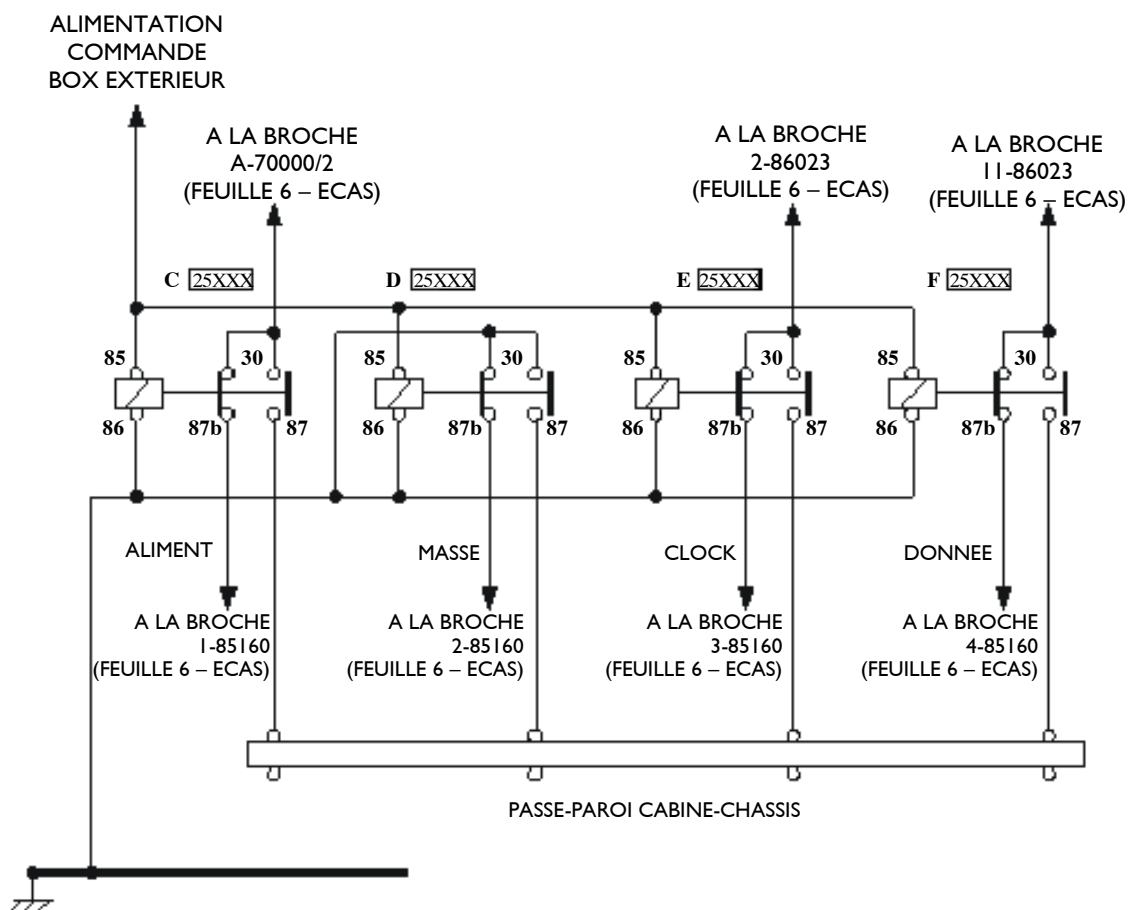 ALIMENTATION
COMMANDE
BOX EXTERIEUR
A LA BROCHE
A-70000/2
(FEUILLE 6 – ECAS)
A LA BROCHE
2-86023
(FEUILLE 6 – ECAS)
A LA BROCHE
11-86023
(FEUILLE 6 – ECAS)
C 25XXX
D 25XXX
E 25XXX
F 25XXX
85 30
85 30
85 30
85 30
86 87b 87
86 87b 87
86 87b 87
86 87b 87
ALIMENT
MASSE
CLOCK
DONNEE
A LA BROCHE
1-85160
(FEUILLE 6 – ECAS)
A LA BROCHE
2-85160
(FEUILLE 6 – ECAS)
A LA BROCHE
3-85160
(FEUILLE 6 – ECAS)
A LA BROCHE
4-85160
(FEUILLE 6 – ECAS)
PASSE-PAROI CABINE-CHASSIS